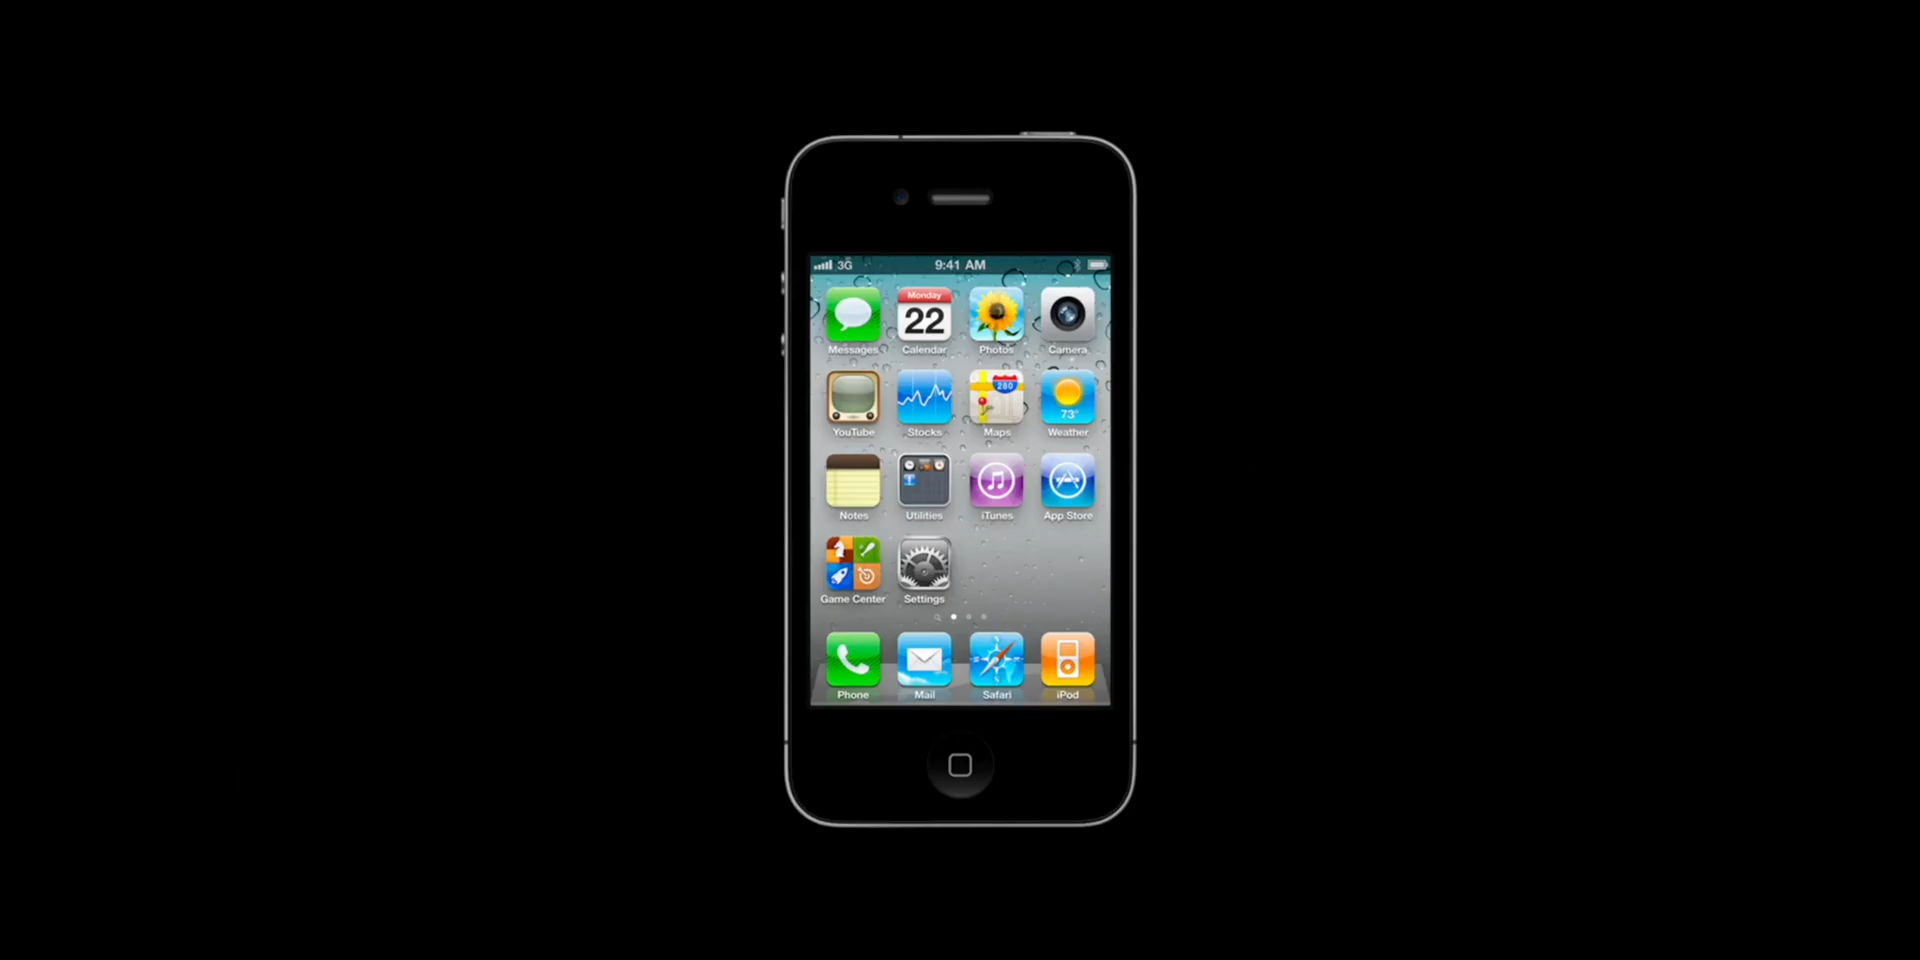 3G 9:41 AM
Monday
22
Messages Calendar Photos Camera
280
73°
YouTube Stocks Maps Weather
Notes Utilities iTunes App Store
Game Center Settings
Phone Mail Safari iPod